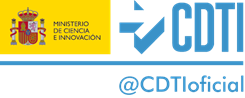 MINISTERIO
DE CIENCIA
E INNOVACIÓN
CDTI
@CDTIoficial